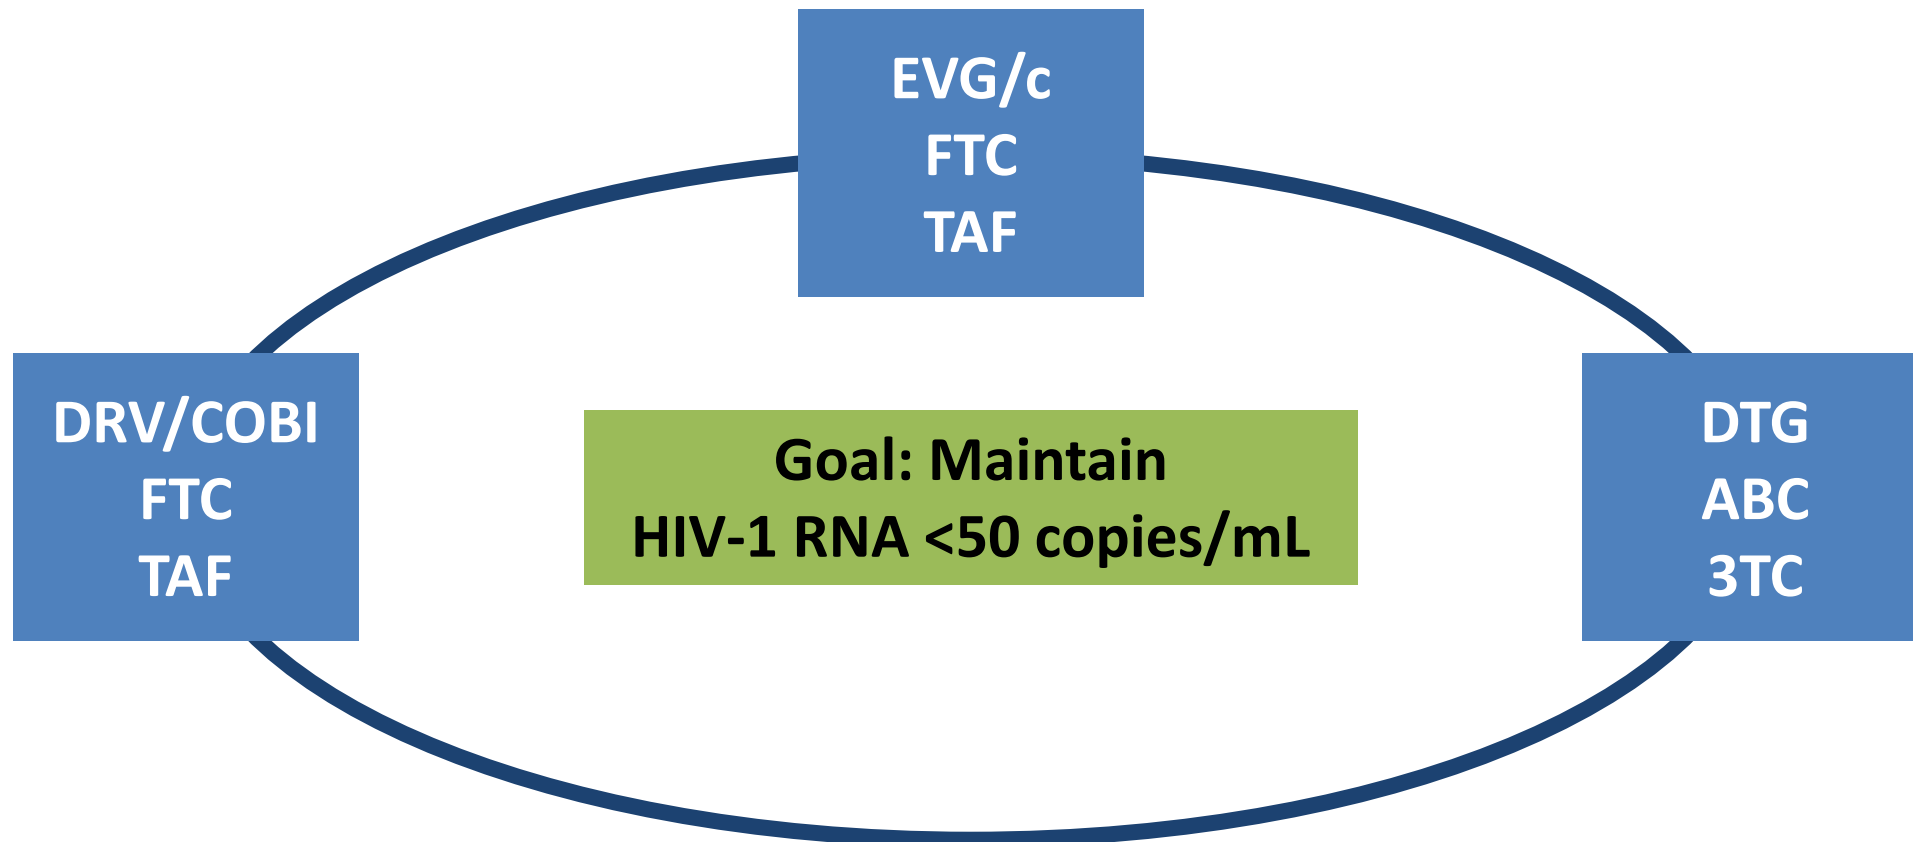 EVG/c
FTC
TAF
DRV/COBI
FTC
TAF
Goal: Maintain
HIV-1 RNA <50 copies/mL
DTG
ABC
3TC